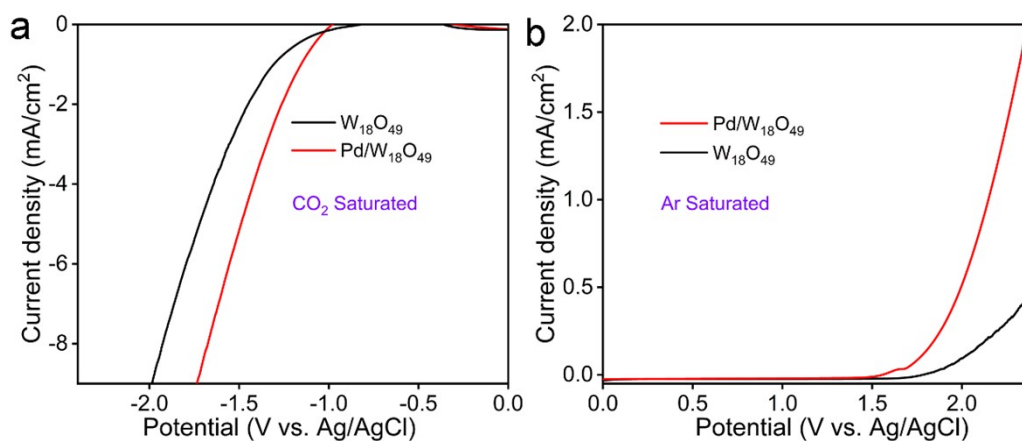 a
Current density (mA/cm²)
0
-2
-4
-6
-8
W₁₈O₄₉
Pd/W₁₈O₄₉
CO₂ Saturated
-2.0 -1.5 -1.0 -0.5 0.0
Potential (V vs. Ag/AgCl)
b
Current density (mA/cm²)
2.0
1.5
1.0
0.5
0.0
Pd/W₁₈O₄₉
W₁₈O₄₉
Ar Saturated
0.0 0.5 1.0 1.5 2.0
Potential (V vs. Ag/AgCl)